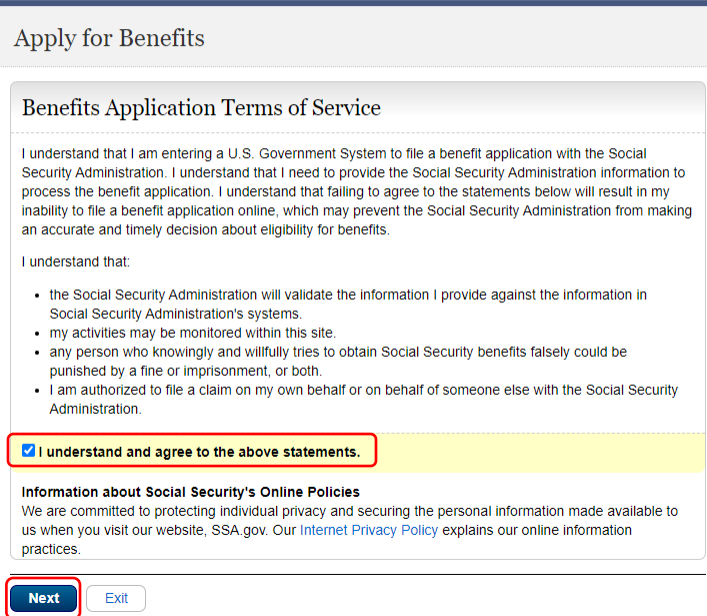 Apply for Benefits
Benefits Application Terms of Service
I understand that I am entering a U.S. Government System to file a benefit application with the Social
Security Administration. I understand that I need to provide the Social Security Administration information to
process the benefit application. I understand that failing to agree to the statements below will result in my
inability to file a benefit application online, which may prevent the Social Security Administration from making
an accurate and timely decision about eligibility for benefits.
I understand that:
• the Social Security Administration will validate the information I provide against the information in
Social Security Administration's systems.
• my activities may be monitored within this site.
• any person who knowingly and willfully tries to obtain Social Security benefits falsely could be
punished by a fine or imprisonment, or both.
• I am authorized to file a claim on my own behalf or on behalf of someone else with the Social Security
Administration.
I understand and agree to the above statements.
Information about Social Security's Online Policies
We are committed to protecting individual privacy and securing the personal information made available to
us when you visit our website, SSA.gov. Our Internet Privacy Policy explains our online information
practices.
Next Exit